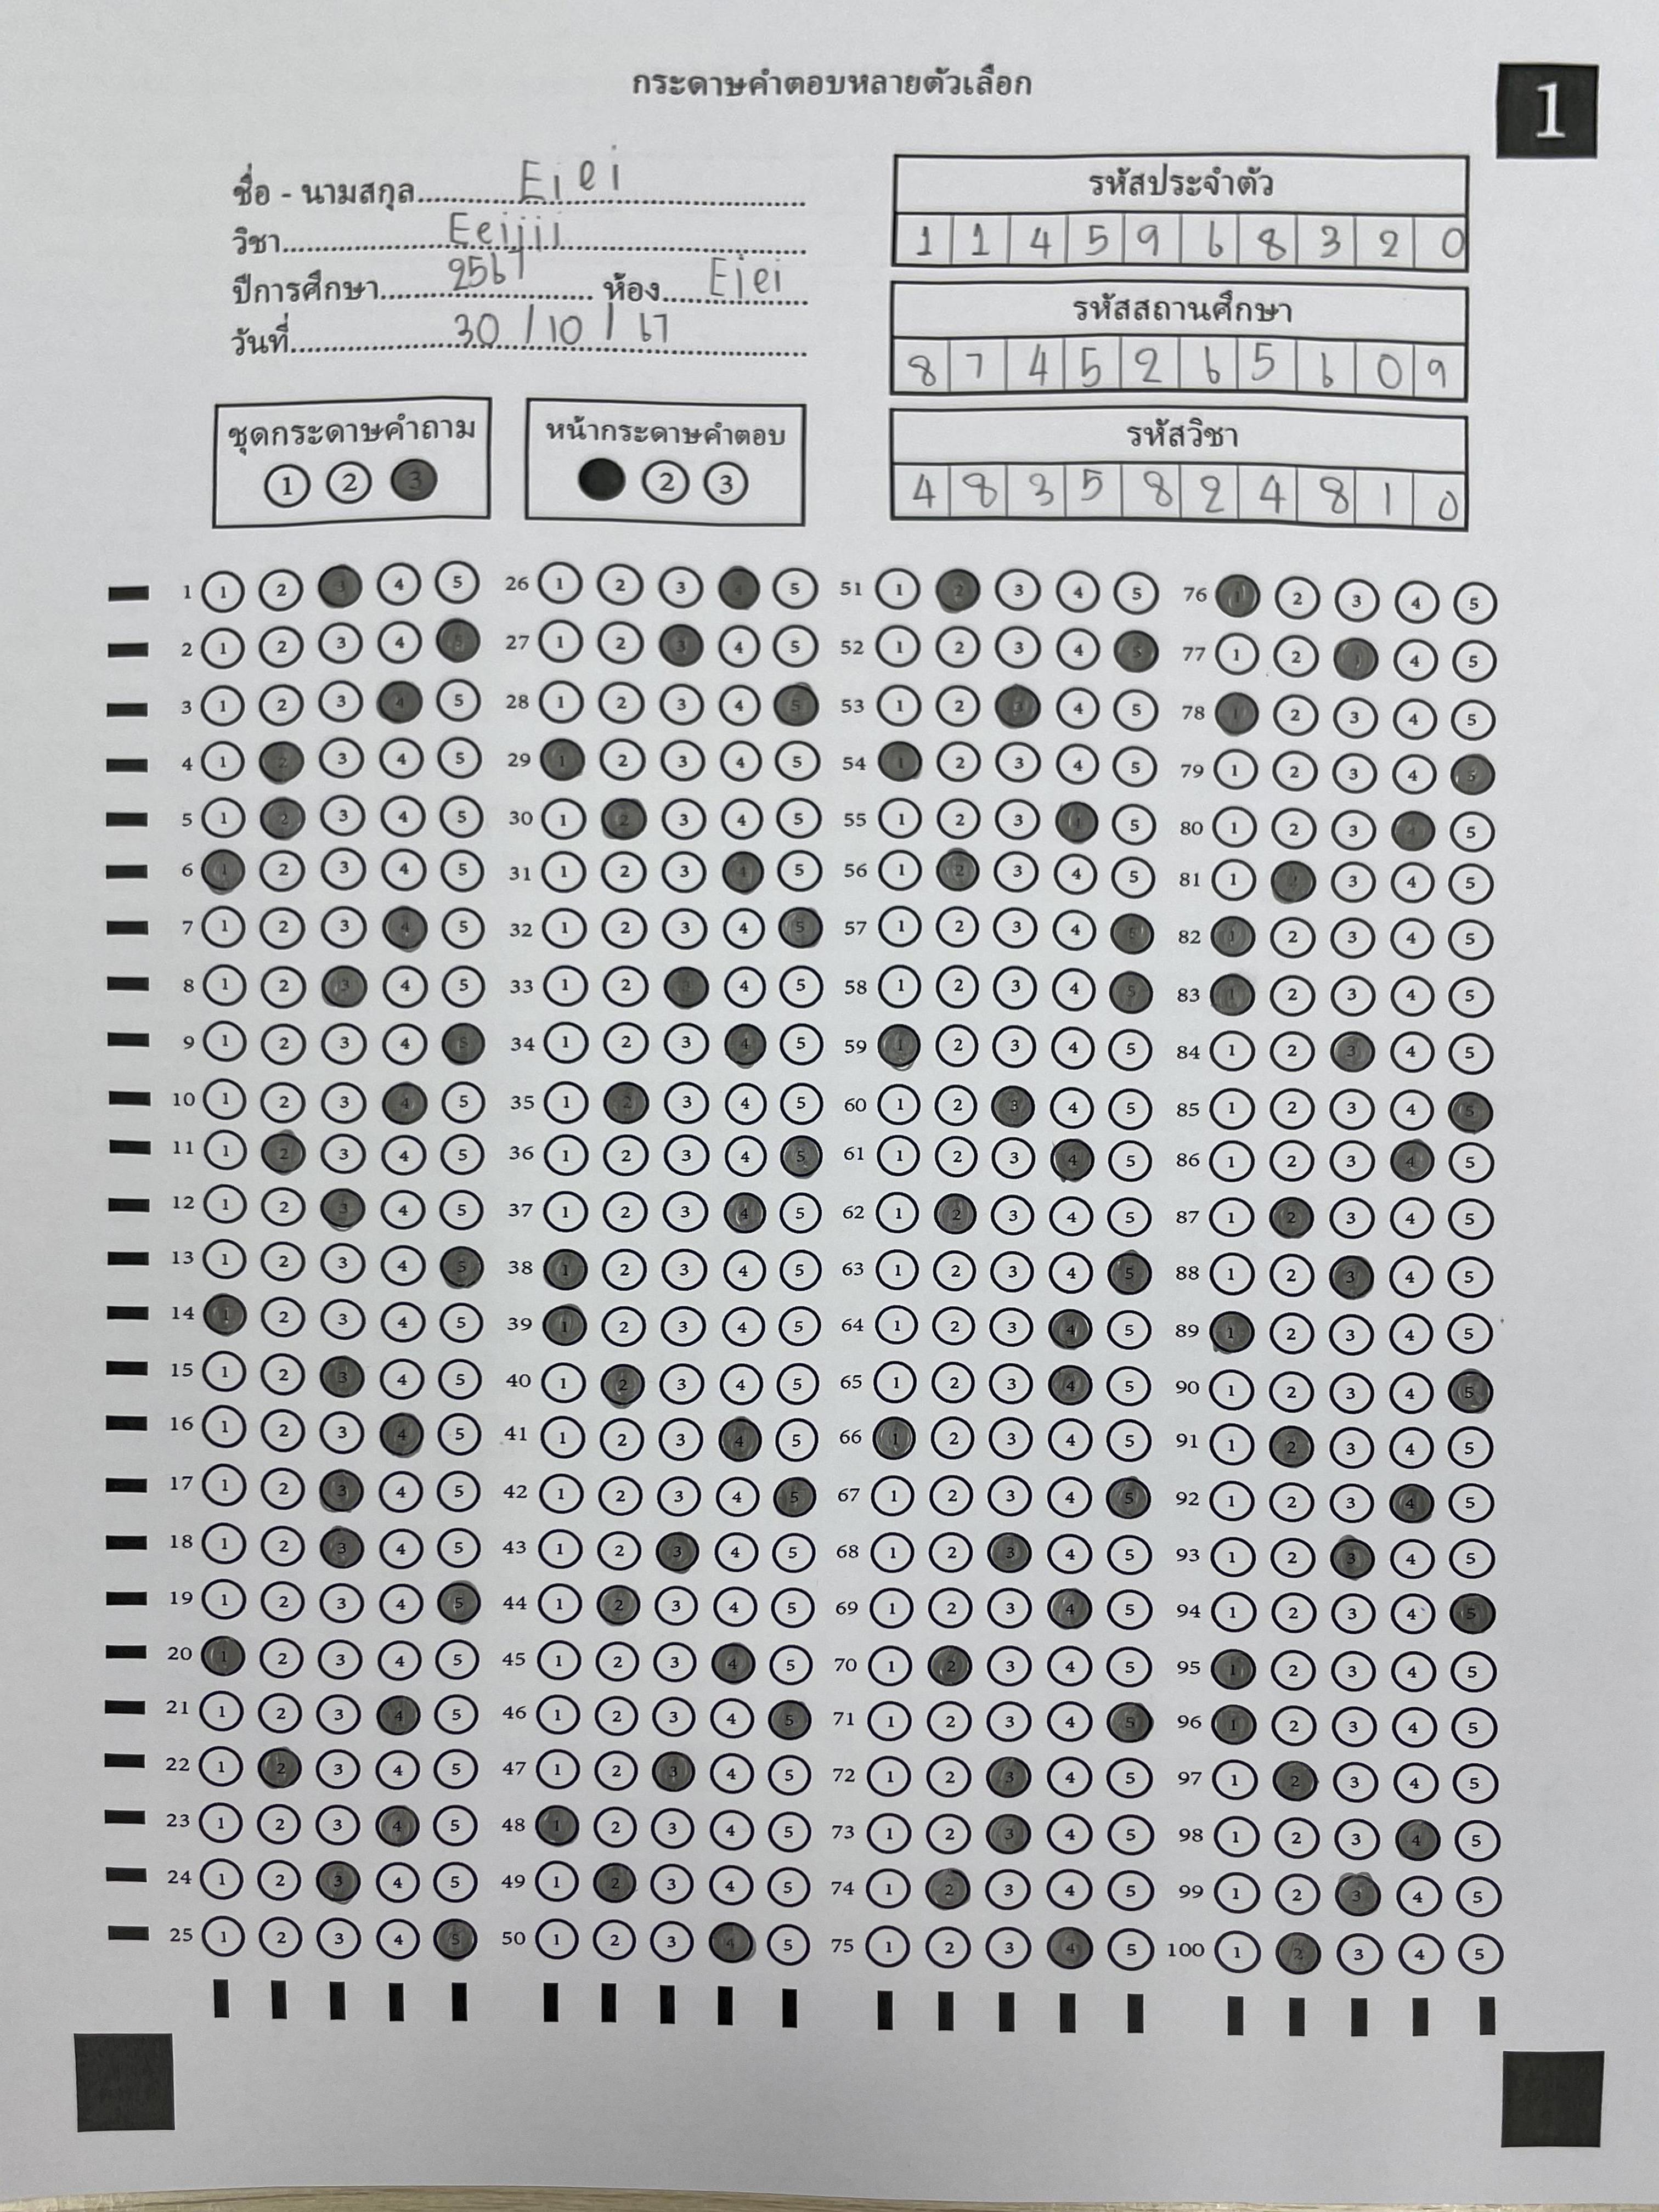 กระดาษคำตอบหลายตัวเลือก
1
ชื่อ - นามสกุล Eiei
วิชา Eeijii
ปีการศึกษา 2567 ห้อง Eiei
วันที่ 30 / 10 / 67
รหัสประจำตัว
1 1 4 5 9 6 8 3 2 0
รหัสสถานศึกษา
8 7 4 5 2 6 5 6 0 9
รหัสวิชา
4 8 3 5 8 2 4 8 1 0
ชุดกระดาษคำถาม
1 2 3
หน้ากระดาษคำตอบ
2 3
1 1 2 3 4 5 26 1 2 3 4 5 51 1 2 3 4 5 76 1 2 3 4 5
2 1 2 3 4 5 27 1 2 3 4 5 52 1 2 3 4 5 77 1 2 3 4 5
3 1 2 3 4 5 28 1 2 3 4 5 53 1 2 3 4 5 78 1 2 3 4 5
4 1 2 3 4 5 29 1 2 3 4 5 54 1 2 3 4 5 79 1 2 3 4 5
5 1 2 3 4 5 30 1 2 3 4 5 55 1 2 3 4 5 80 1 2 3 4 5
6 1 2 3 4 5 31 1 2 3 4 5 56 1 2 3 4 5 81 1 2 3 4 5
7 1 2 3 4 5 32 1 2 3 4 5 57 1 2 3 4 5 82 1 2 3 4 5
8 1 2 3 4 5 33 1 2 3 4 5 58 1 2 3 4 5 83 1 2 3 4 5
9 1 2 3 4 5 34 1 2 3 4 5 59 1 2 3 4 5 84 1 2 3 4 5
10 1 2 3 4 5 35 1 2 3 4 5 60 1 2 3 4 5 85 1 2 3 4 5
11 1 2 3 4 5 36 1 2 3 4 5 61 1 2 3 4 5 86 1 2 3 4 5
12 1 2 3 4 5 37 1 2 3 4 5 62 1 2 3 4 5 87 1 2 3 4 5
13 1 2 3 4 5 38 1 2 3 4 5 63 1 2 3 4 5 88 1 2 3 4 5
14 1 2 3 4 5 39 1 2 3 4 5 64 1 2 3 4 5 89 1 2 3 4 5
15 1 2 3 4 5 40 1 2 3 4 5 65 1 2 3 4 5 90 1 2 3 4 5
16 1 2 3 4 5 41 1 2 3 4 5 66 1 2 3 4 5 91 1 2 3 4 5
17 1 2 3 4 5 42 1 2 3 4 5 67 1 2 3 4 5 92 1 2 3 4 5
18 1 2 3 4 5 43 1 2 3 4 5 68 1 2 3 4 5 93 1 2 3 4 5
19 1 2 3 4 5 44 1 2 3 4 5 69 1 2 3 4 5 94 1 2 3 4 5
20 1 2 3 4 5 45 1 2 3 4 5 70 1 2 3 4 5 95 1 2 3 4 5
21 1 2 3 4 5 46 1 2 3 4 5 71 1 2 3 4 5 96 1 2 3 4 5
22 1 2 3 4 5 47 1 2 3 4 5 72 1 2 3 4 5 97 1 2 3 4 5
23 1 2 3 4 5 48 1 2 3 4 5 73 1 2 3 4 5 98 1 2 3 4 5
24 1 2 3 4 5 49 1 2 3 4 5 74 1 2 3 4 5 99 1 2 3 4 5
25 1 2 3 4 5 50 1 2 3 4 5 75 1 2 3 4 5 100 1 2 3 4 5